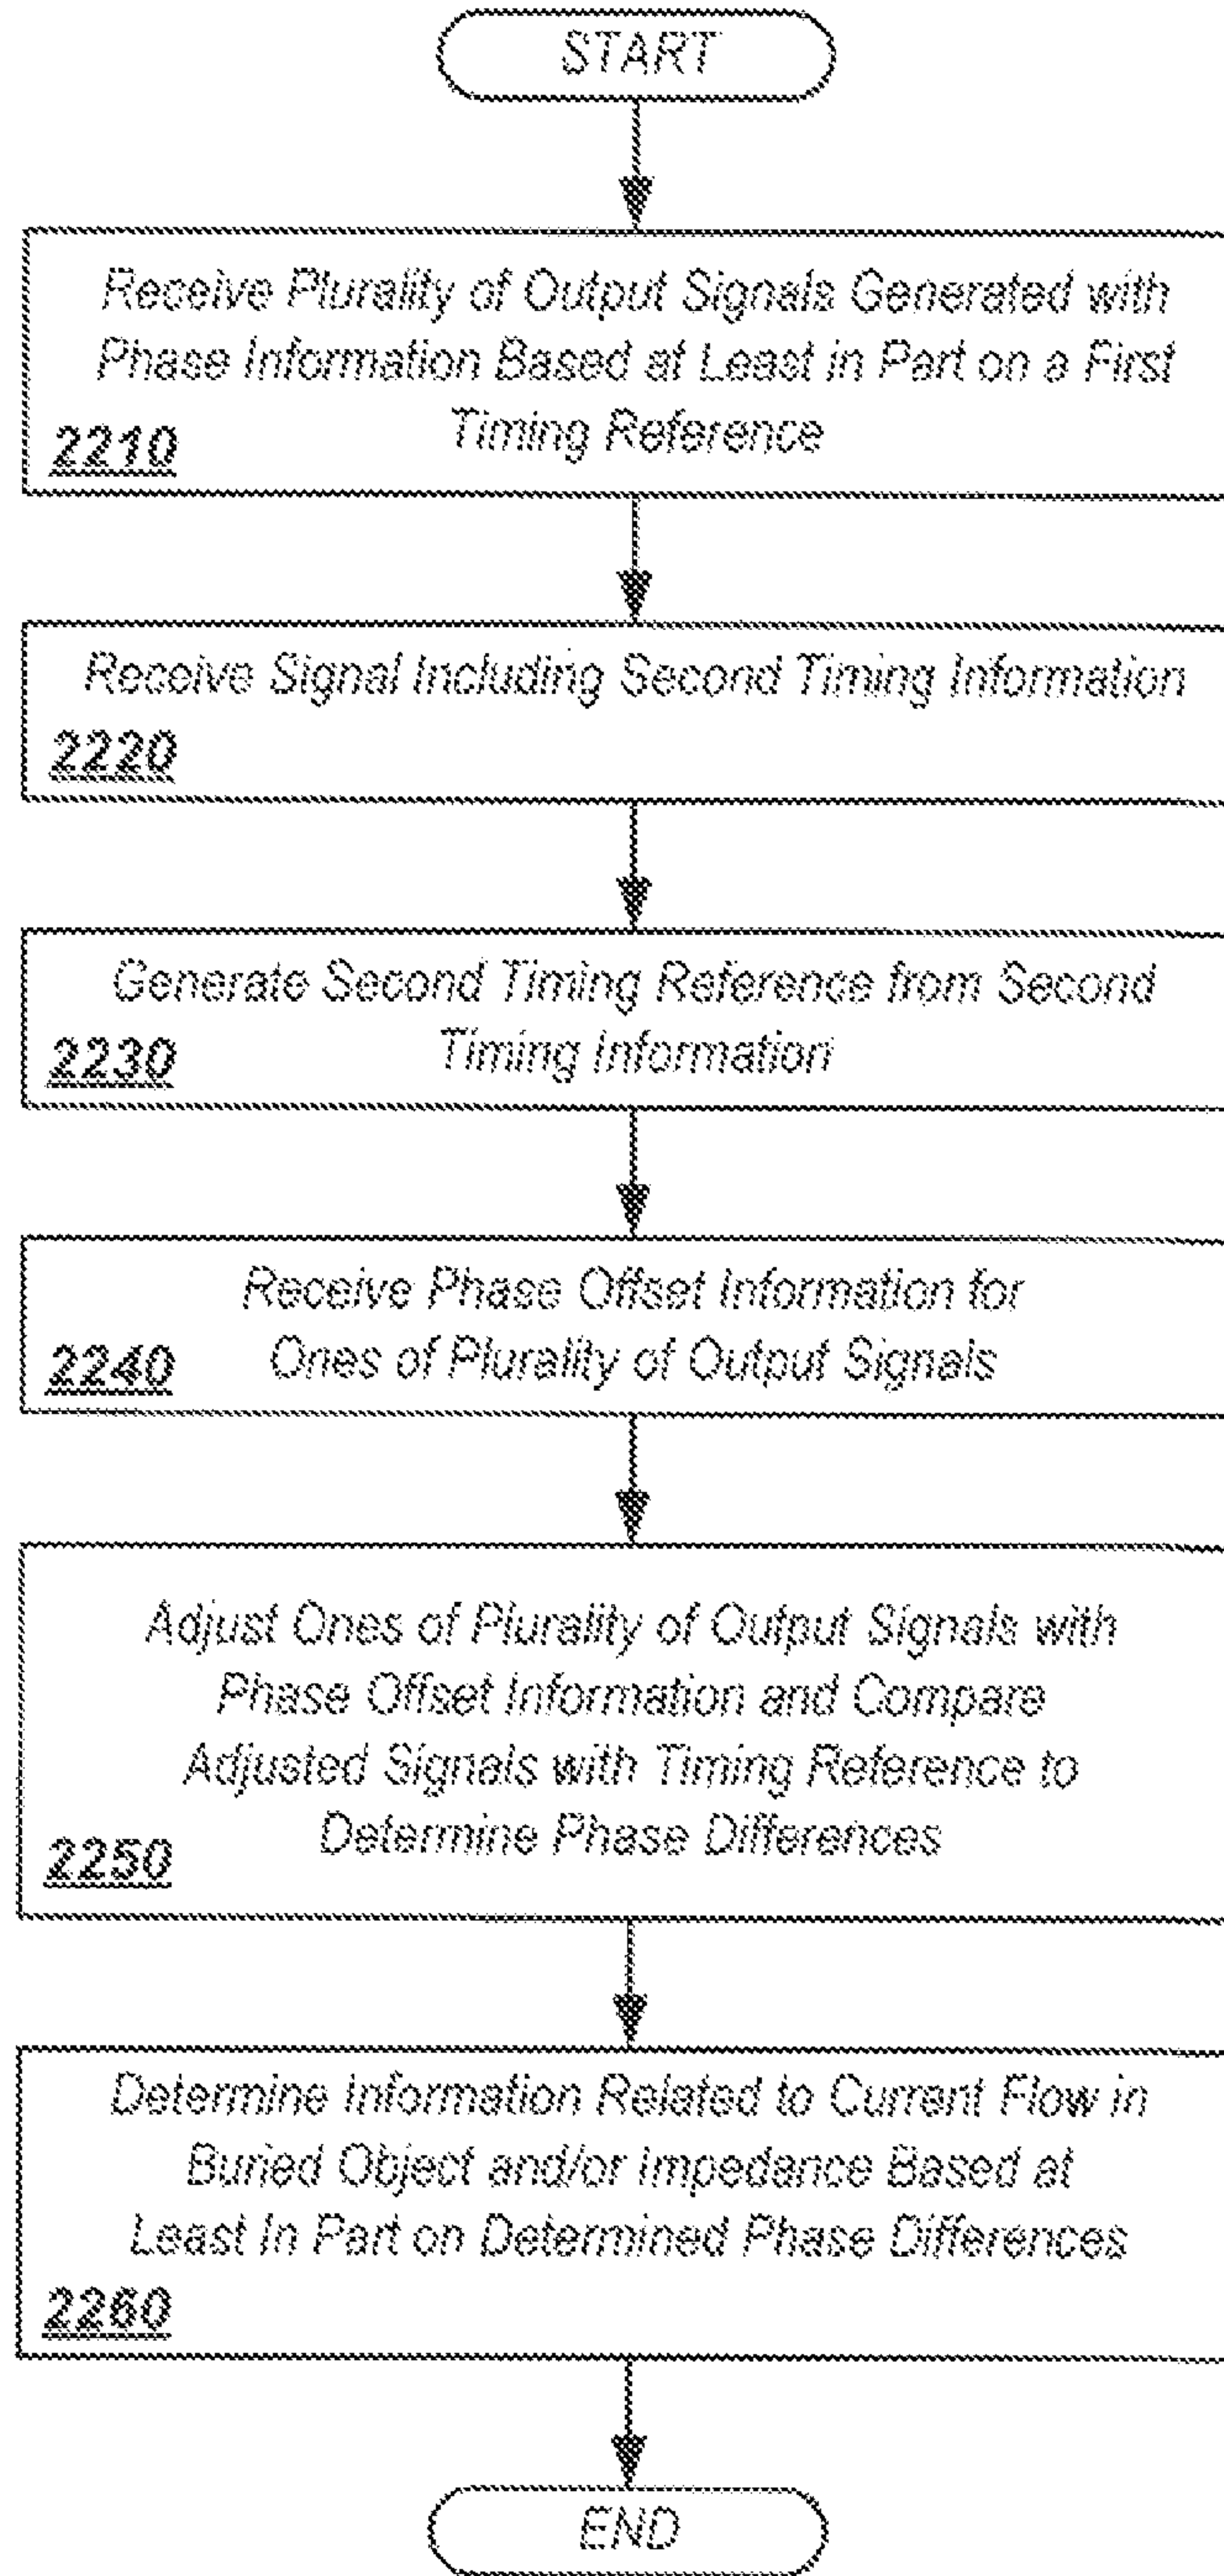 START
Receive Plurality of Output Signals Generated with
Phase Information Based at Least in Part on a First
Timing Reference
2210
Receive Signal Including Second Timing Information
2220
Generate Second Timing Reference from Second
Timing Information
2230
Receive Phase Offset Information for
Ones of Plurality of Output Signals
2240
Adjust Ones of Plurality of Output Signals with
Phase Offset Information and Compare
Adjusted Signals with Timing Reference to
Determine Phase Differences
2250
Determine Information Related to Current Flow in
Buried Object and/or Impedance Based at
Least In Part on Determined Phase Differences
2260
END